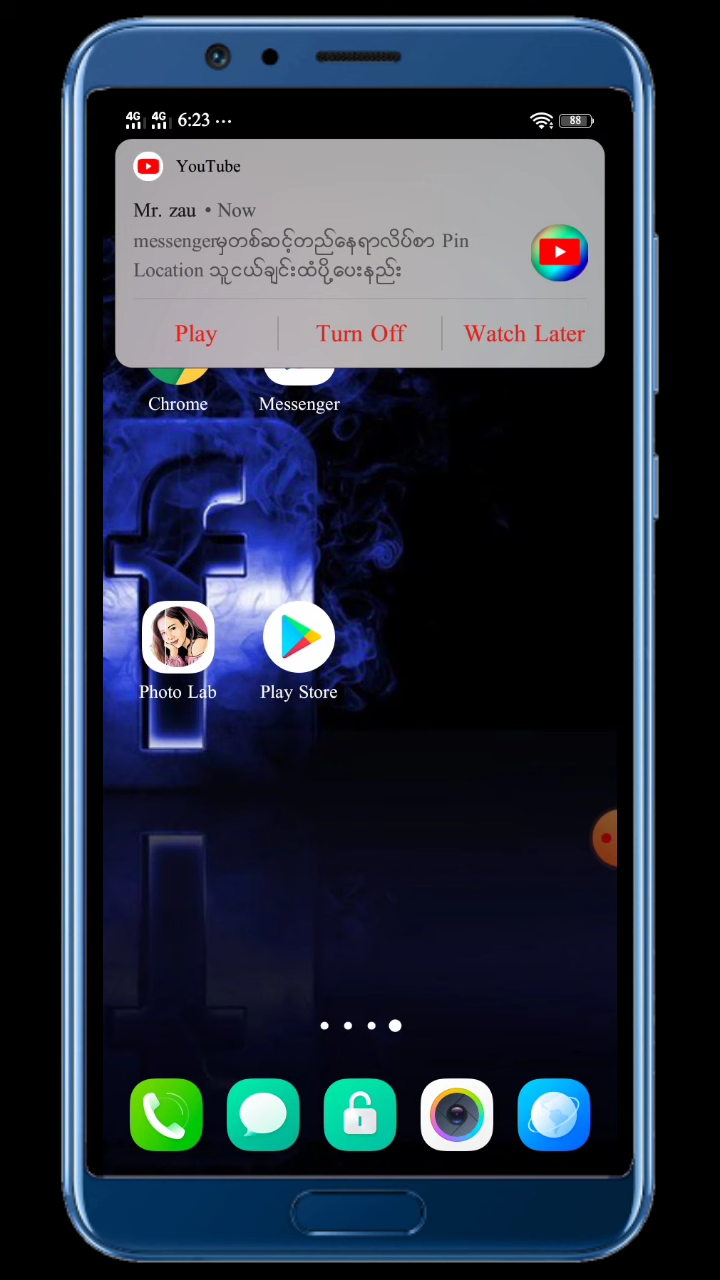 4G 4G 6:23 ... 88
YouTube
Mr. zau • Now
messengerမှတစ်ဆင့်တည်နေရာလိပ်စာ Pin
Location သူငယ်ချင်းထံပို့ပေးနည်း
Play Turn Off Watch Later
Chrome Messenger
Photo Lab Play Store